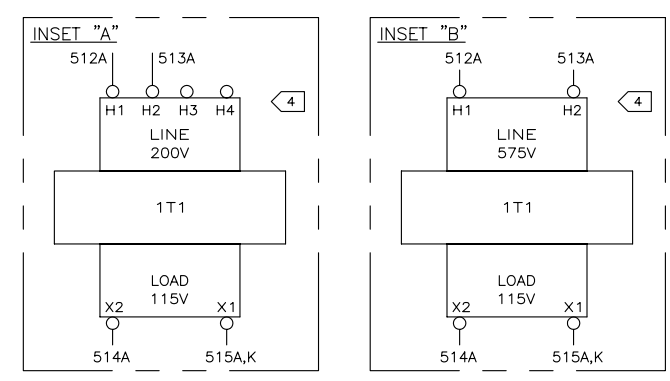 INSET "A"
512A 513A
H1 H2 H3 H4
4
LINE
200V
1T1
LOAD
115V
X2 X1
514A 515A,K
INSET "B"
512A 513A
H1 H2
4
LINE
575V
1T1
LOAD
115V
X2 X1
514A 515A,K